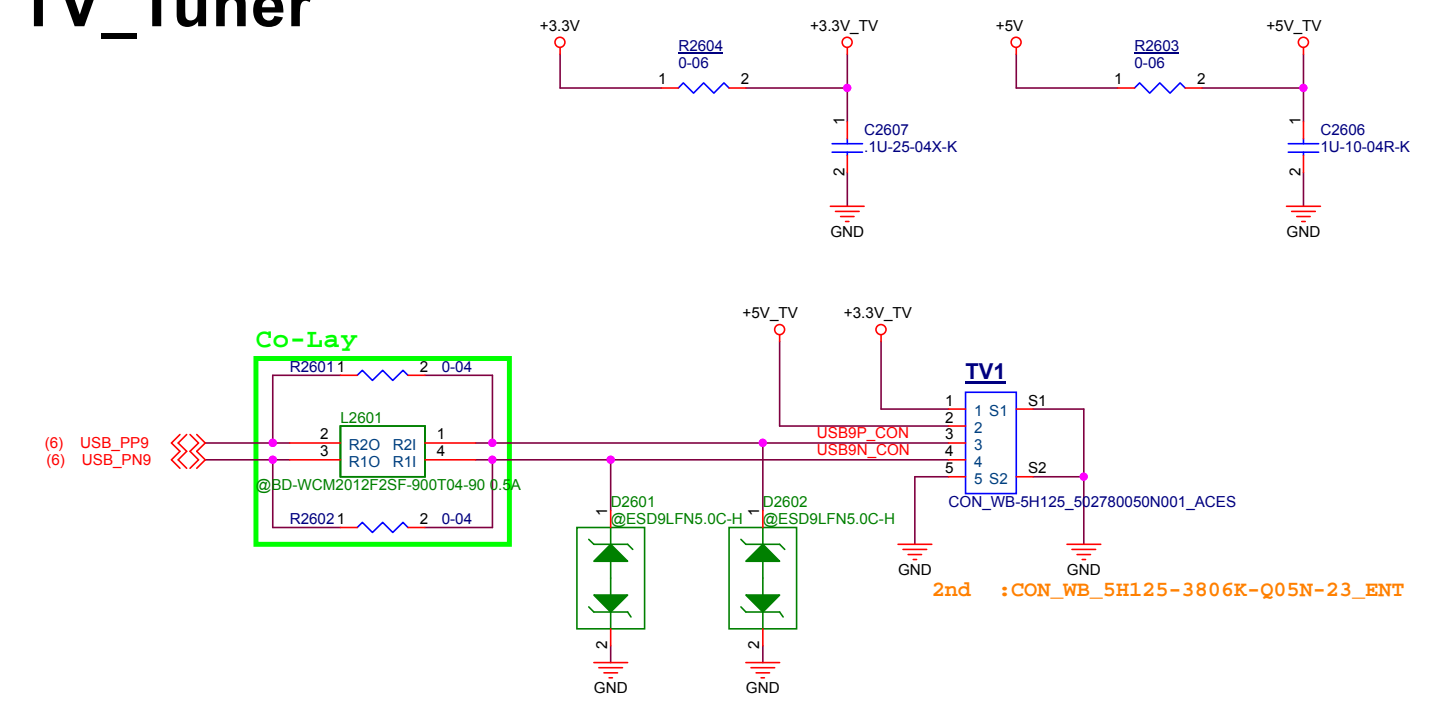 TV_Tuner
+3.3V
+3.3V_TV
+5V
+5V_TV
R2604
0-06
1
2
R2603
0-06
1
2
1
C2607
.1U-25-04X-K
2
GND
1
C2606
1U-10-04R-K
2
GND
+5V_TV
+3.3V_TV
Co-Lay
R2601 1 2 0-04
L2601
2 R2O R2I 1
3 R1O R1I 4
@BD-WCM2012F2SF-900T04-90 0.5A
R2602 1 2 0-04
(6) USB_PP9
(6) USB_PN9
TV1
1 1 S1 S1
2 2
USB9P_CON 3 3
USB9N_CON 4 4
5 5 S2 S2
CON_WB-5H125_502780050N001_ACES
GND
GND
2nd :CON_WB_5H125-3806K-Q05N-23_ENT
D2601
1
@ESD9LFN5.0C-H
2
GND
D2602
1
@ESD9LFN5.0C-H
2
GND